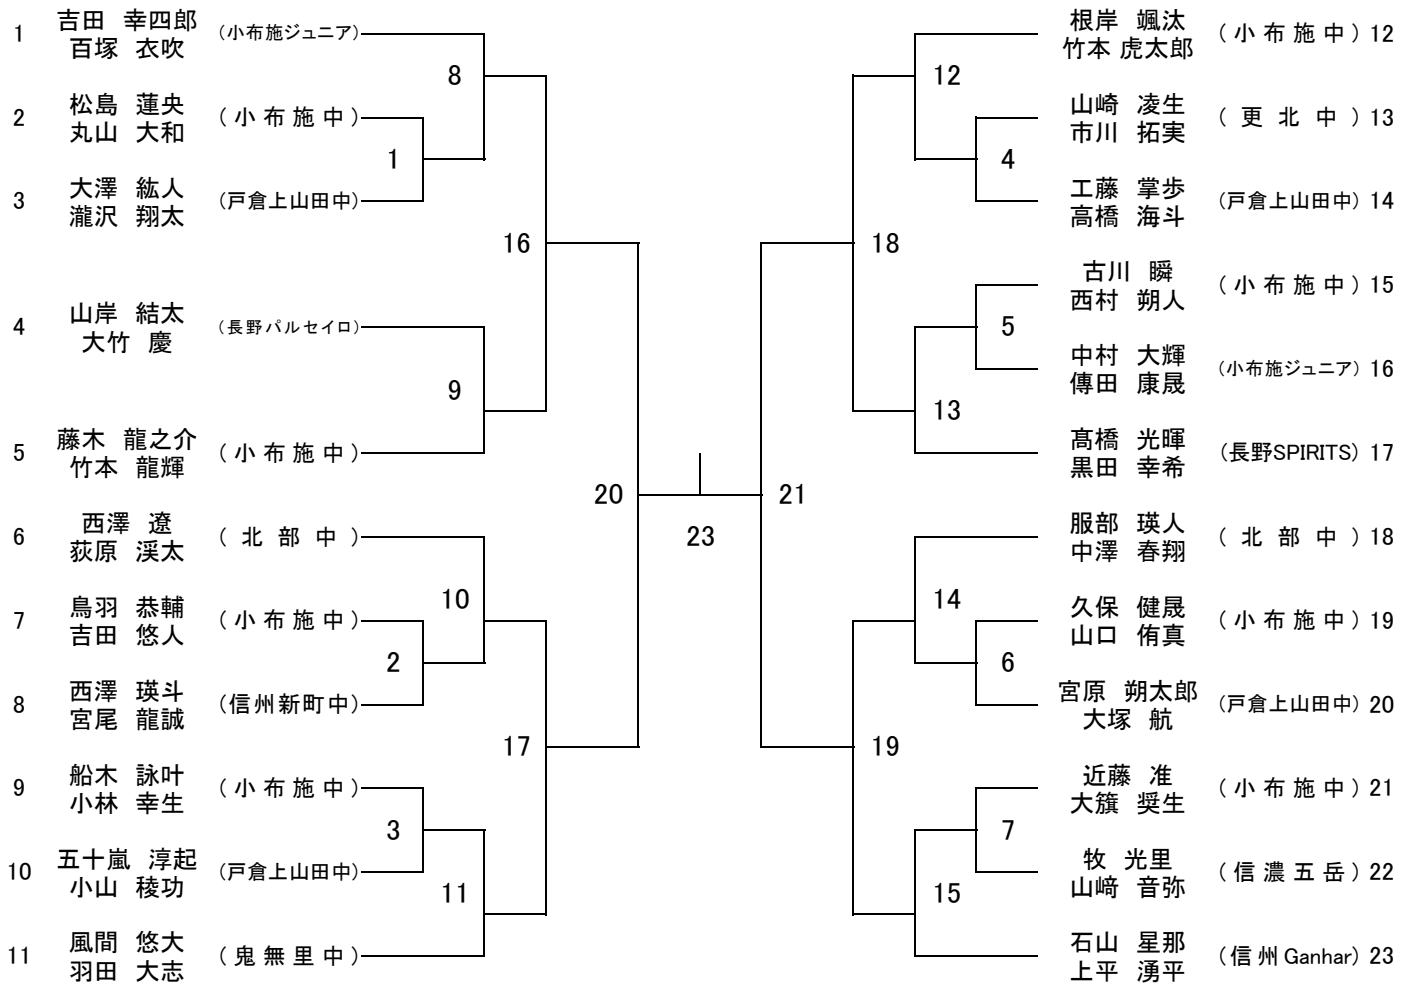 1 吉田 幸四郎 (小布施ジュニア)
百塚 衣吹
8
2 松島 蓮央 (小布施中)
丸山 大和
1
3 大澤 紘人 (戸倉上山田中)
瀧沢 翔太
16
4 山岸 結太 (長野パルセイロ)
大竹 慶
9
5 藤木 龍之介 (小布施中)
竹本 龍輝
20
6 西澤 遼 (北部中)
荻原 渓太
10
7 鳥羽 恭輔 (小布施中)
吉田 悠人
2
8 西澤 瑛斗 (信州新町中)
宮尾 龍誠
17
9 船木 詠叶 (小布施中)
小林 幸生
3
10 五十嵐 淳起 (戸倉上山田中)
小山 稜功
11
11 風間 悠大 (鬼無里中)
羽田 大志
23
根岸 颯汰 (小布施中) 12
竹本 虎太郎
12
山崎 凌生 (更北中) 13
市川 拓実
4
工藤 掌歩 (戸倉上山田中) 14
高橋 海斗
18
古川 瞬 (小布施中) 15
西村 朔人
5
中村 大輝 (小布施ジュニア) 16
傳田 康晟
13
髙橋 光暉 (長野SPIRITS) 17
黒田 幸希
21
服部 瑛人 (北部中) 18
中澤 春翔
14
久保 健晟 (小布施中) 19
山口 侑真
6
宮原 朔太郎 (戸倉上山田中) 20
大塚 航
19
近藤 准 (小布施中) 21
大簱 奨生
7
牧 光里 (信濃五岳) 22
山﨑 音弥
15
石山 星那 (信州Ganhar) 23
上平 湧平